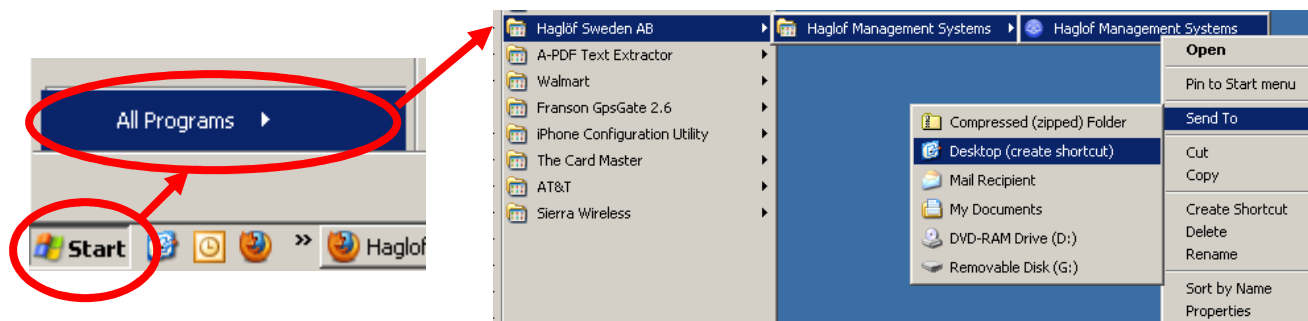 All Programs
Start
»
Haglof
Haglöf Sweden AB
A-PDF Text Extractor
Walmart
Franson GpsGate 2.6
iPhone Configuration Utility
The Card Master
AT&T
Sierra Wireless
Haglof Management Systems
Haglof Management Systems
Open
Pin to Start menu
Send To
Cut
Copy
Create Shortcut
Delete
Rename
Sort by Name
Properties
Compressed (zipped) Folder
Desktop (create shortcut)
Mail Recipient
My Documents
DVD-RAM Drive (D:)
Removable Disk (G:)